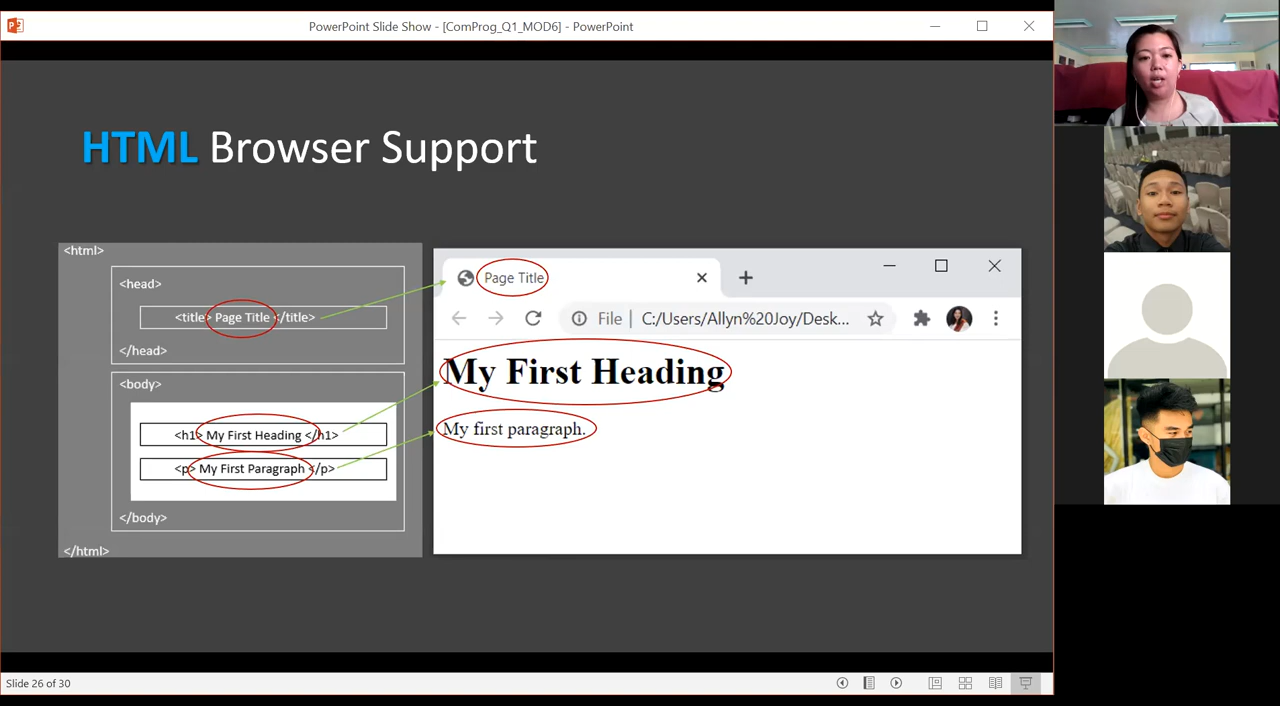 PowerPoint Slide Show - [ComProg_Q1_MOD6] - PowerPoint
HTML Browser Support
<html>
<head>
<title> Page Title </title>
</head>
<body>
<h1> My First Heading </h1>
<p> My First Paragraph </p>
</body>
</html>
Page Title
File | C:/Users/Allyn%20Joy/Desk...
My First Heading
My first paragraph.
Slide 26 of 30